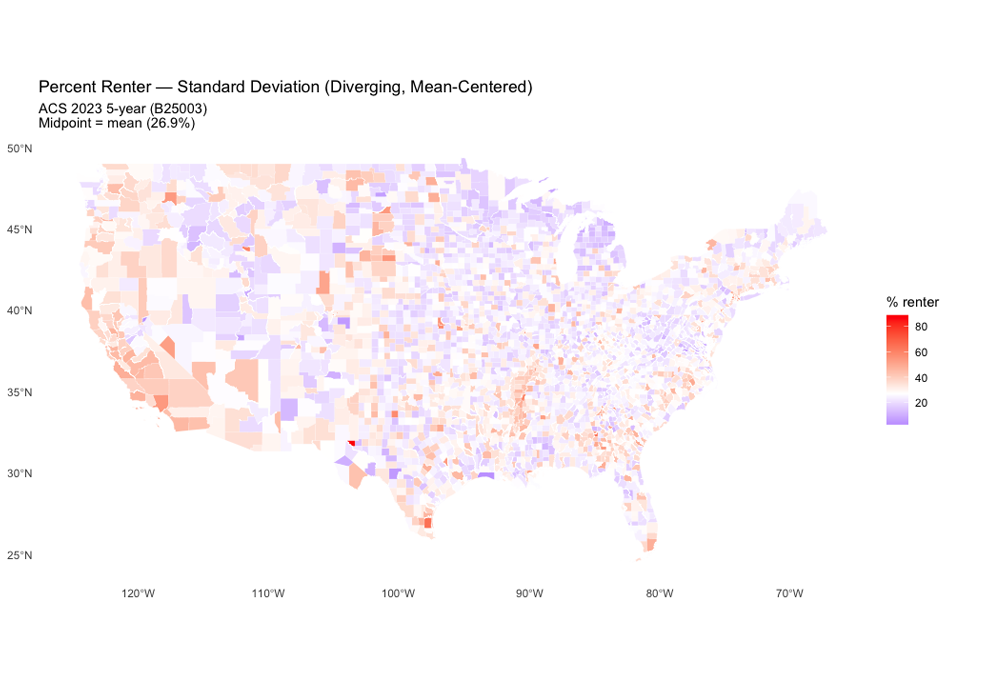 Percent Renter — Standard Deviation (Diverging, Mean-Centered)
ACS 2023 5-year (B25003)
Midpoint = mean (26.9%)
50°N
45°N
40°N
35°N
30°N
25°N
120°W
110°W
100°W
90°W
80°W
70°W
% renter
80
60
40
20